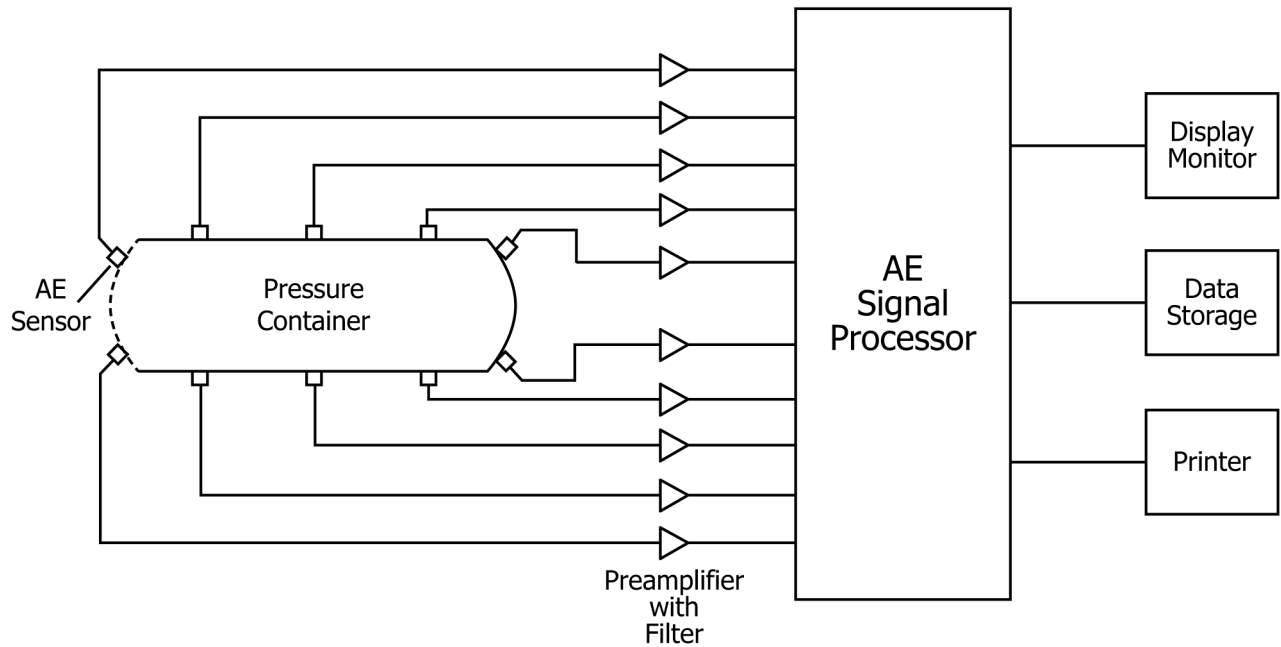 AE
Sensor
Pressure
Container
Preamplifier
with
Filter
AE
Signal
Processor
Display
Monitor
Data
Storage
Printer